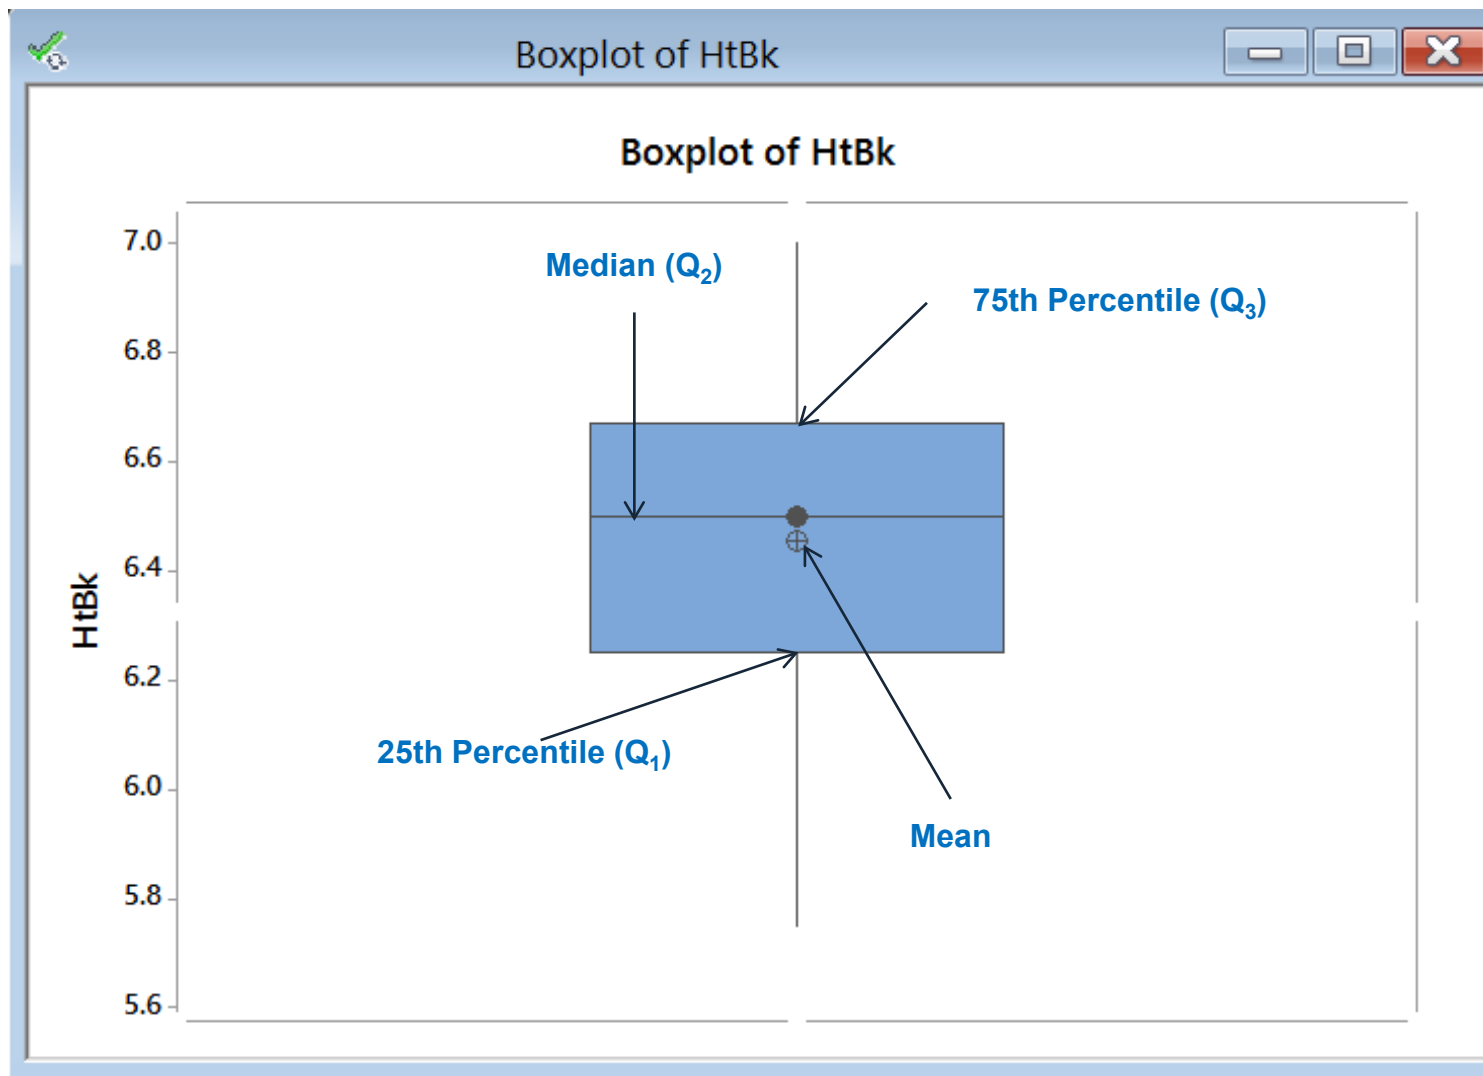 Boxplot of HtBk
Boxplot of HtBk
7.0
Median (Q2)
75th Percentile (Q3)
6.8
6.6
6.4
HtBk
6.2
25th Percentile (Q1)
6.0
Mean
5.8
5.6